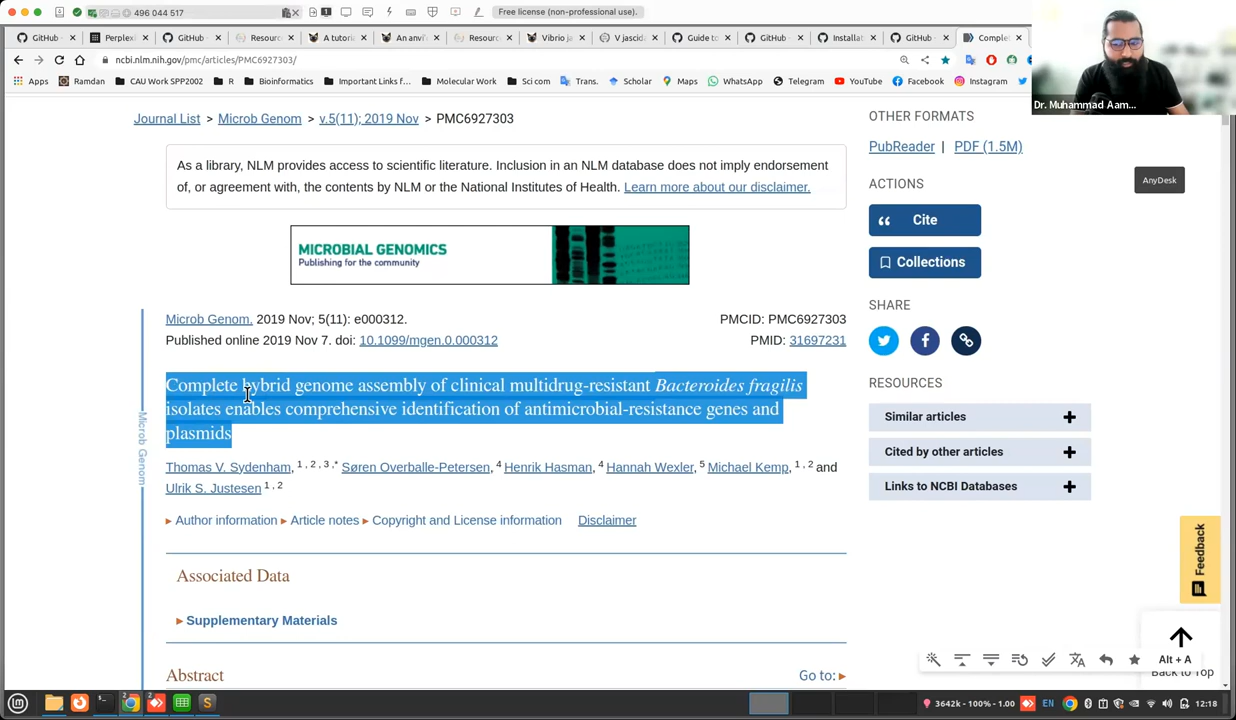 496 044 517
Free license (non-professional use).
GitHub
Perplexi
GitHub
Resourc
A tutori
An anvi'
Resourc
Vibrio ja
V jascida
Guide to
GitHub
Installat
GitHub
Comple
ncbi.nlm.nih.gov/pmc/articles/PMC6927303/
Apps
Ramdan
CAU Work SPP2002
R
Bioinformatics
Important Links f...
Molecular Work
Sci com
Trans.
Scholar
Maps
WhatsApp
Telegram
YouTube
Facebook
Instagram
Dr. Muhammad Aam...
AnyDesk
Journal List > Microb Genom > v.5(11); 2019 Nov > PMC6927303
As a library, NLM provides access to scientific literature. Inclusion in an NLM database does not imply endorsement
of, or agreement with, the contents by NLM or the National Institutes of Health. Learn more about our disclaimer.
MICROBIAL GENOMICS
Publishing for the community
Microb Genom. 2019 Nov; 5(11): e000312.
PMCID: PMC6927303
Published online 2019 Nov 7. doi: 10.1099/mgen.0.000312
PMID: 31697231
Complete hybrid genome assembly of clinical multidrug-resistant Bacteroides fragilis
isolates enables comprehensive identification of antimicrobial-resistance genes and
plasmids
Thomas V. Sydenham, 1, 2, 3,* Søren Overballe-Petersen, 4 Henrik Hasman, 4 Hannah Wexler, 5 Michael Kemp, 1, 2 and
Ulrik S. Justesen 1, 2
▸ Author information ▸ Article notes ▸ Copyright and License information Disclaimer
Associated Data
▸ Supplementary Materials
Abstract
Go to: ▸
Microb Genom
OTHER FORMATS
PubReader | PDF (1.5M)
ACTIONS
Cite
Collections
SHARE
RESOURCES
Similar articles +
Cited by other articles +
Links to NCBI Databases +
Feedback
Alt + A
Back to Top
2
2
S
3642k - 100% - 1.00
EN
12:18